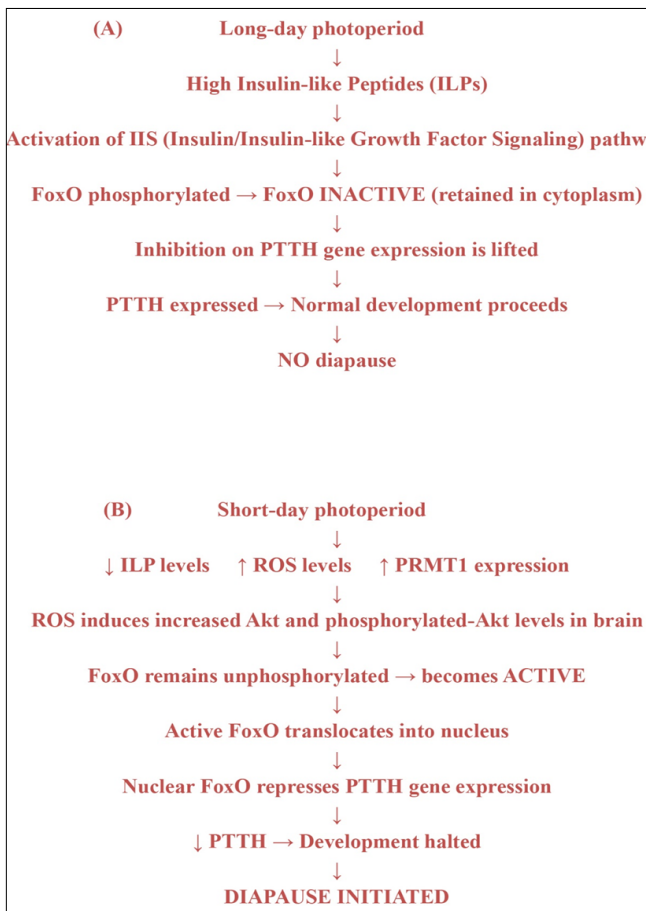 (A) Long-day photoperiod
↓
High Insulin-like Peptides (ILPs)
↓
Activation of IIS (Insulin/Insulin-like Growth Factor Signaling) pathw
↓
FoxO phosphorylated → FoxO INACTIVE (retained in cytoplasm)
↓
Inhibition on PTTH gene expression is lifted
↓
PTTH expressed → Normal development proceeds
↓
NO diapause
(B) Short-day photoperiod
↓
↓ ILP levels ↑ ROS levels ↑ PRMT1 expression
↓
ROS induces increased Akt and phosphorylated-Akt levels in brain
↓
FoxO remains unphosphorylated → becomes ACTIVE
↓
Active FoxO translocates into nucleus
↓
Nuclear FoxO represses PTTH gene expression
↓
↓ PTTH → Development halted
↓
DIAPAUSE INITIATED